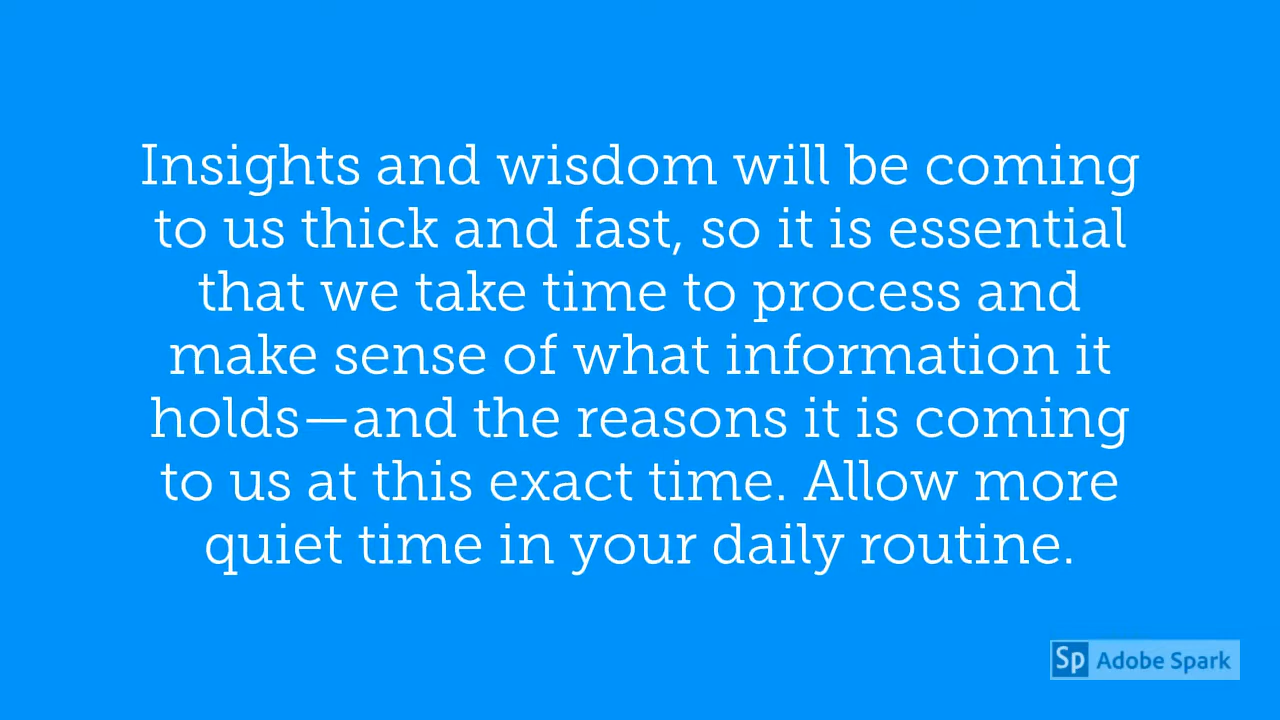 Insights and wisdom will be coming
to us thick and fast, so it is essential
that we take time to process and
make sense of what information it
holds—and the reasons it is coming
to us at this exact time. Allow more
quiet time in your daily routine.
Sp Adobe Spark